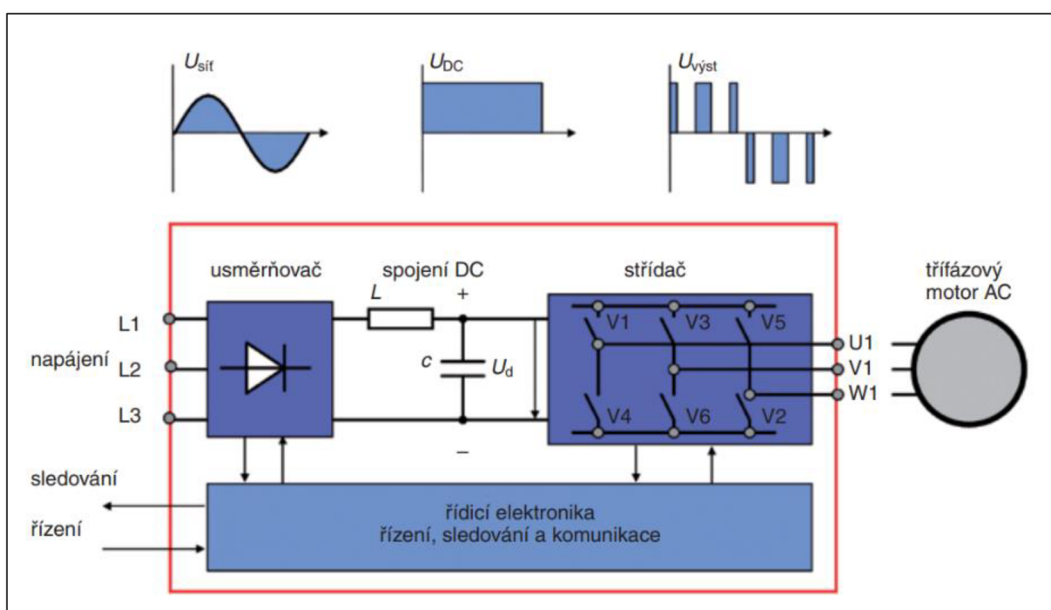 Usíť
UDC
Uvýst
usměrňovač
spojení DC
střídač
třífázový
motor AC
L
+
L1
V1
V3
V5
U1
napájení
L2
c
Ud
V1
W1
L3
V4
V6
V2
–
sledování
řízení
řídicí elektronika
řízení, sledování a komunikace